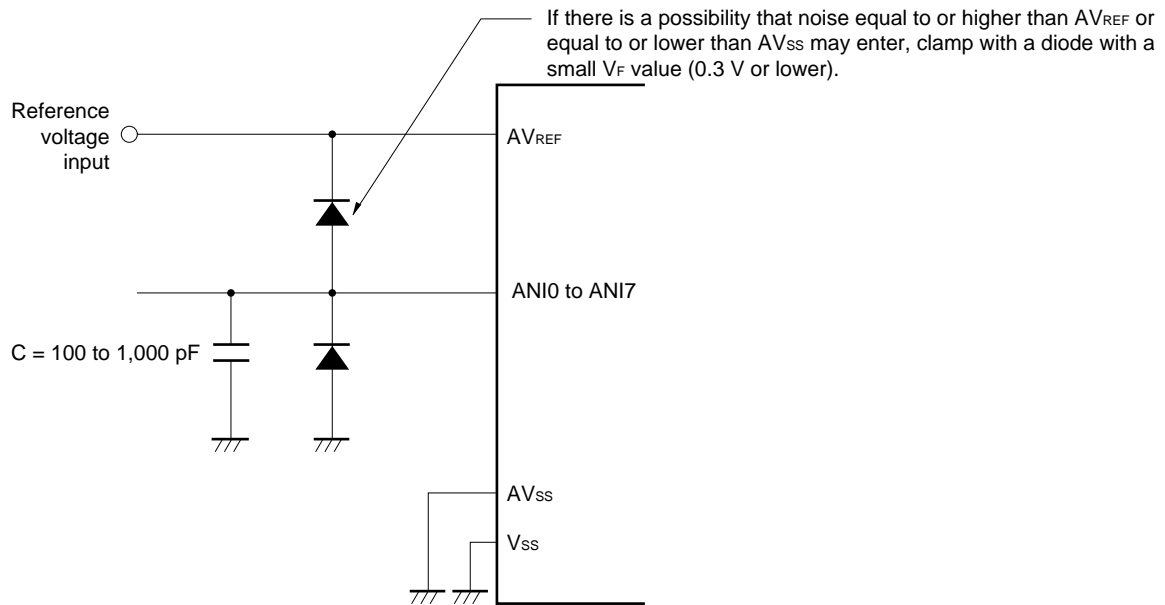 If there is a possibility that noise equal to or higher than AVREF or
equal to or lower than AVSS may enter, clamp with a diode with a
small VF value (0.3 V or lower).
Reference
voltage
input
AVREF
ANI0 to ANI7
C = 100 to 1,000 pF
AVSS
VSS